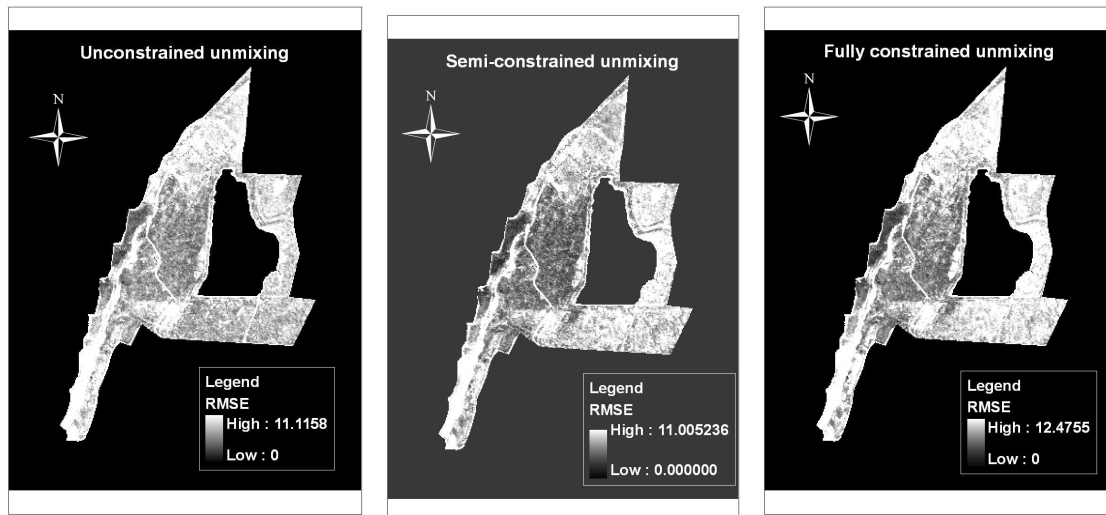 Unconstrained unmixing
N
Legend
RMSE
High : 11.1158
Low : 0
Semi-constrained unmixing
N
Legend
RMSE
High : 11.005236
Low : 0.000000
Fully constrained unmixing
N
Legend
RMSE
High : 12.4755
Low : 0